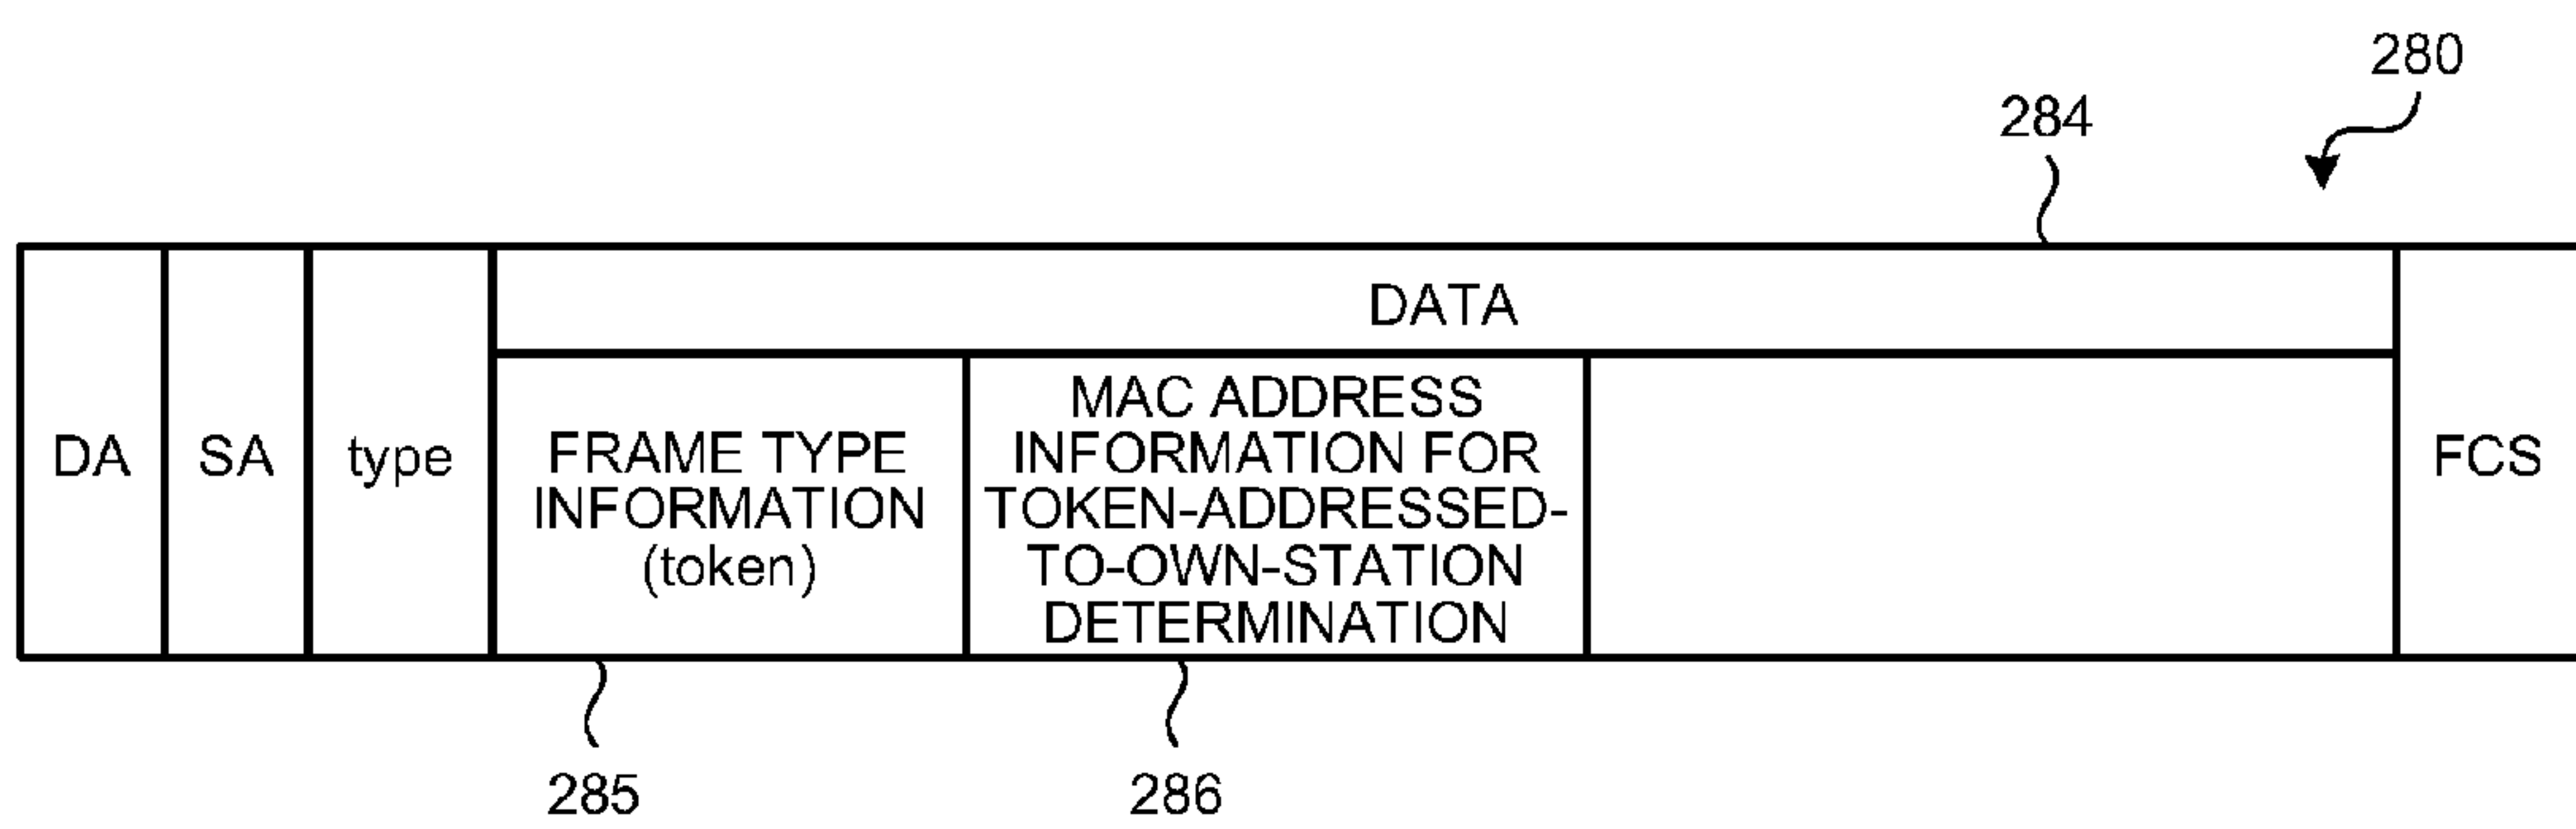 280
284
DATA
DA
SA
type
FRAME TYPE
INFORMATION
(token)
MAC ADDRESS
INFORMATION FOR
TOKEN-ADDRESSED-
TO-OWN-STATION
DETERMINATION
FCS
285
286